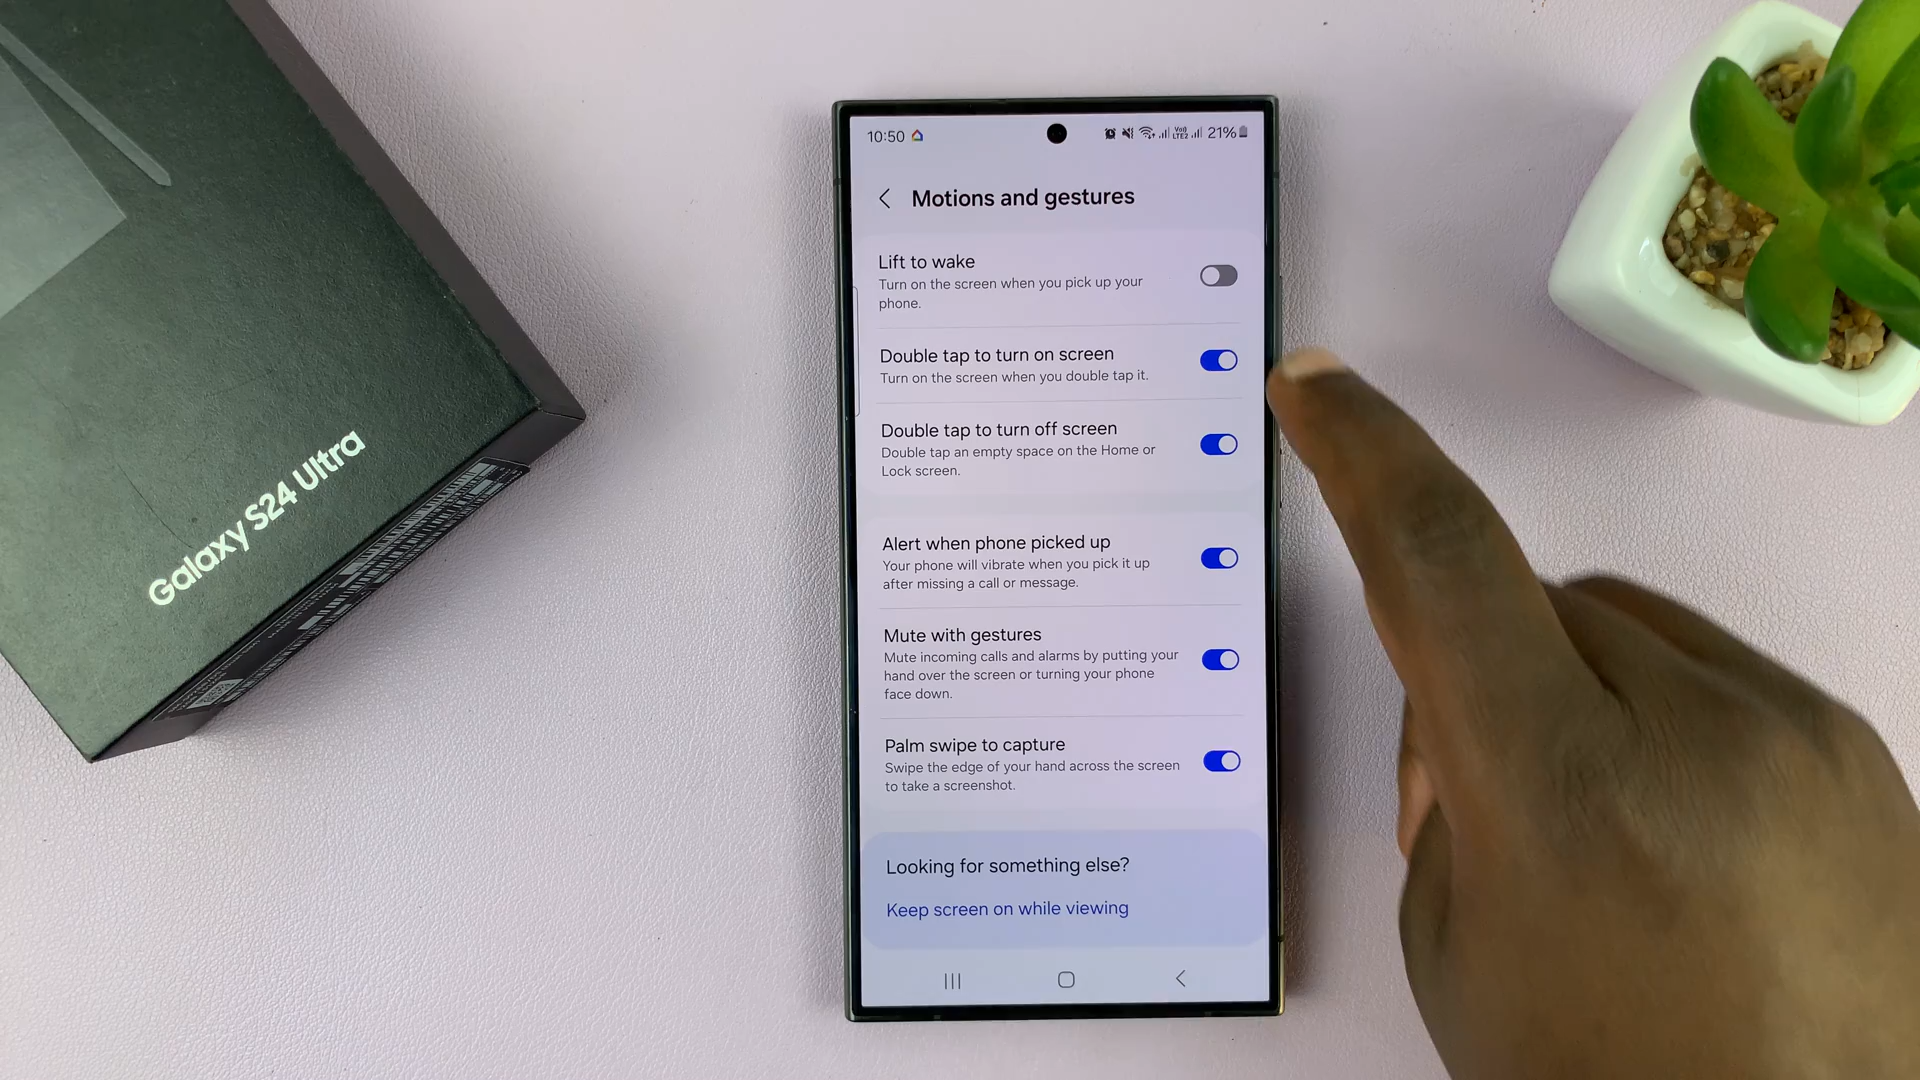 Galaxy S24 Ultra
10:50
21%
Motions and gestures
Lift to wake
Turn on the screen when you pick up your
phone.
Double tap to turn on screen
Turn on the screen when you double tap it.
Double tap to turn off screen
Double tap an empty space on the Home or
Lock screen.
Alert when phone picked up
Your phone will vibrate when you pick it up
after missing a call or message.
Mute with gestures
Mute incoming calls and alarms by putting your
hand over the screen or turning your phone
face down.
Palm swipe to capture
Swipe the edge of your hand across the screen
to take a screenshot.
Looking for something else?
Keep screen on while viewing